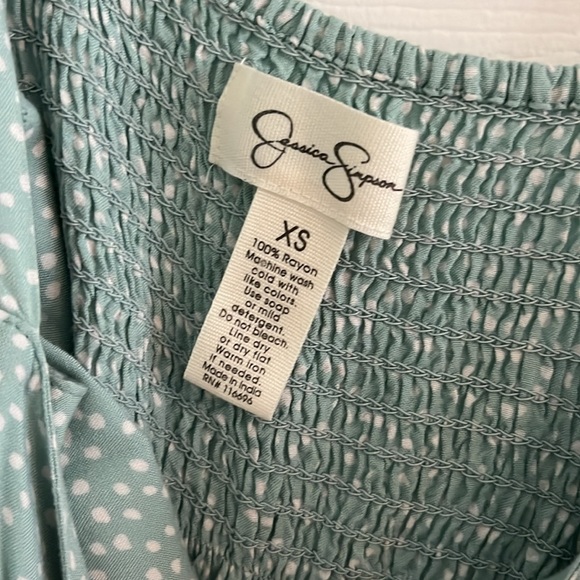 Jessica Simpson
XS
100% Rayon
Machine wash
cold with
like colors.
Use soap
or mild
detergent.
Do not bleach.
Line dry
or dry flat
Warm iron
if needed.
Made in India
RN# 116696